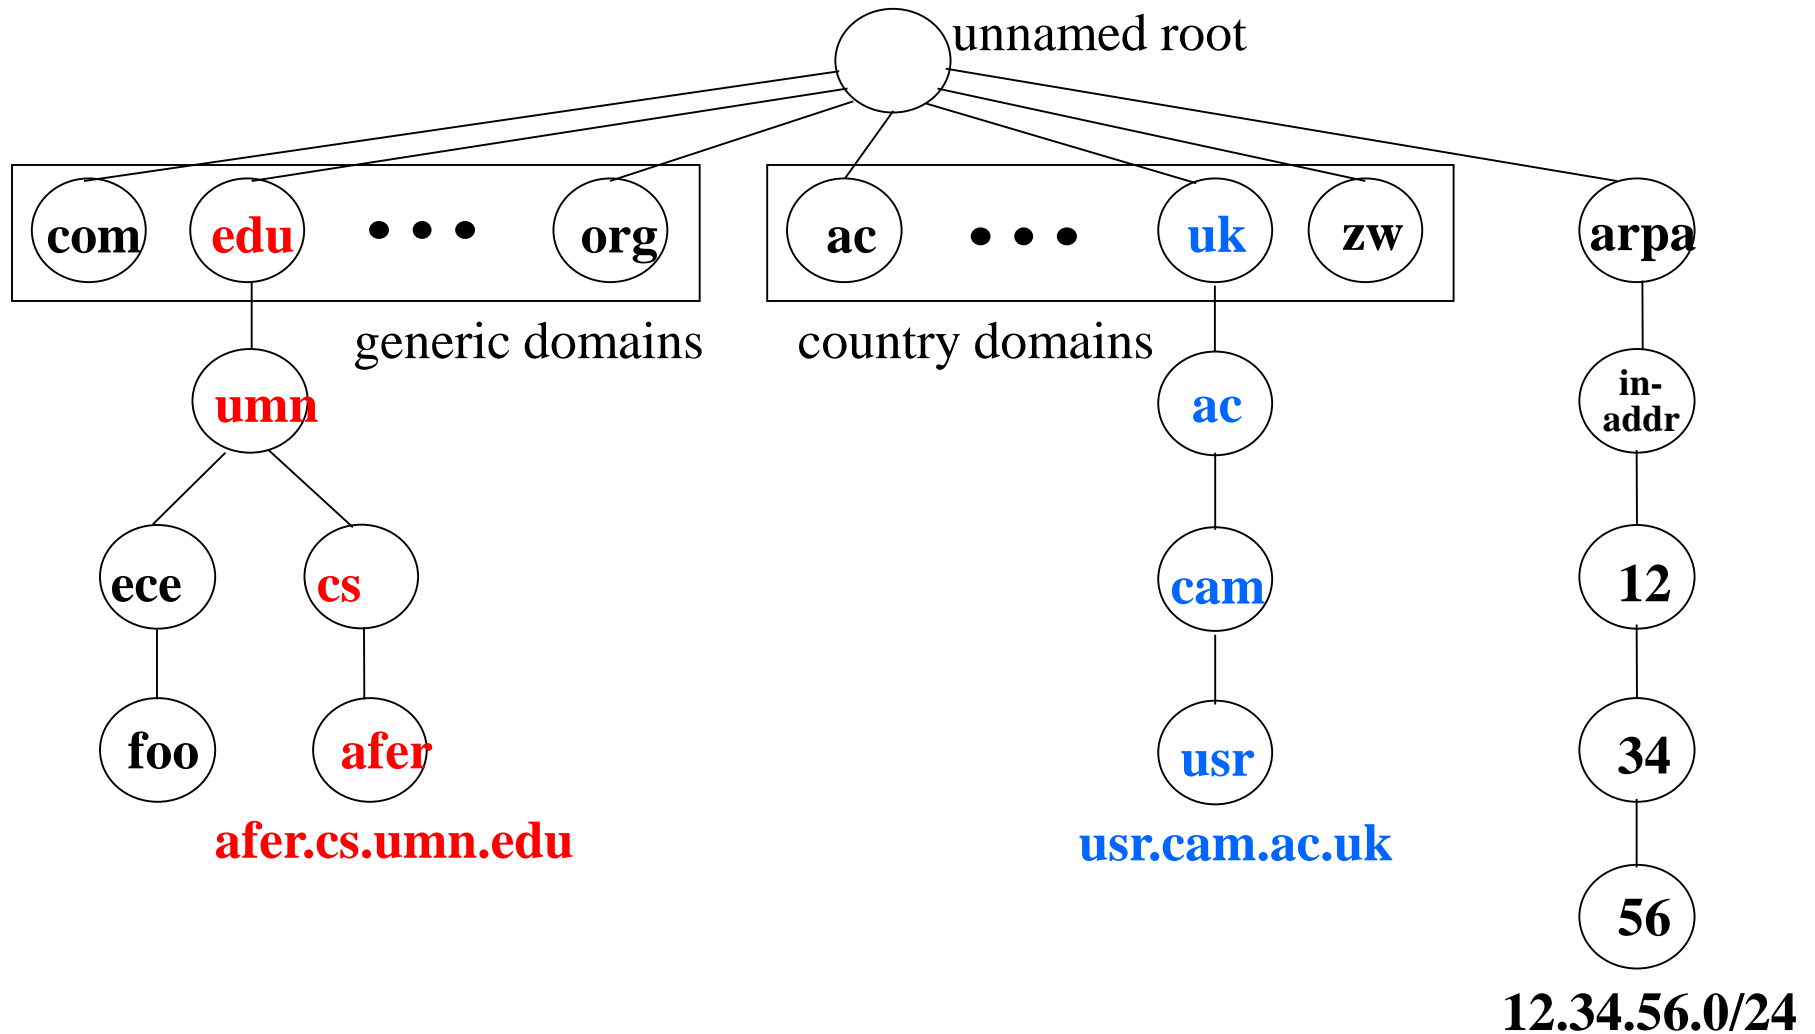 unnamed root
com edu • • • org ac • • • uk zw arpa
generic domains country domains
umn ac in-
addr
ece cs cam 12
foo afer usr 34
afer.cs.umn.edu usr.cam.ac.uk
56
12.34.56.0/24